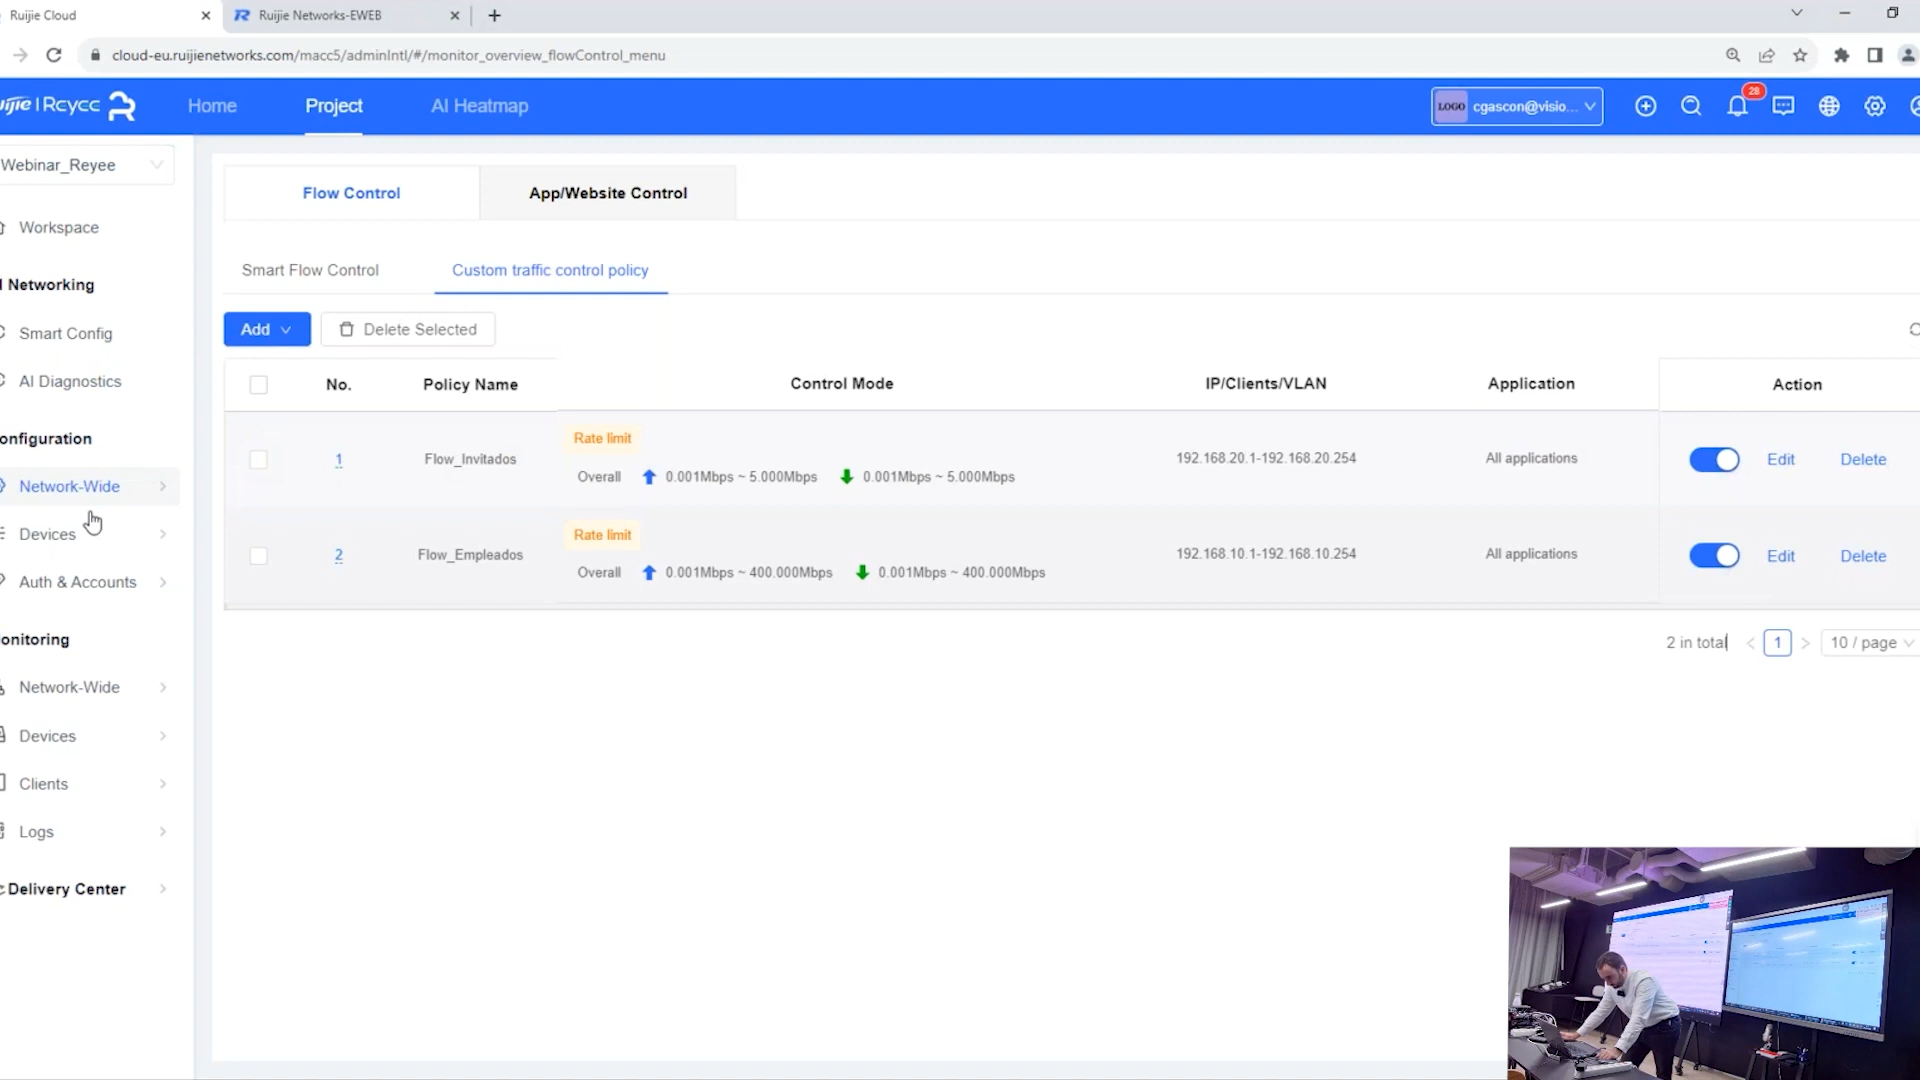 Ruijie Cloud
Ruijie Networks-EWEB
cloud-eu.ruijienetworks.com/macc5/adminIntl/#/monitor_overview_flowControl_menu
Home
Project
AI Heatmap
LOGO cgascon@visio...
28
Webinar_Reyee
Workspace
Networking
Smart Config
AI Diagnostics
onfiguration
Network-Wide
Devices
Auth & Accounts
onitoring
Network-Wide
Devices
Clients
Logs
Delivery Center
Flow Control
App/Website Control
Smart Flow Control
Custom traffic control policy
Add
Delete Selected
No. Policy Name Control Mode IP/Clients/VLAN Application Action
Rate limit
1 Flow_Invitados Overall 0.001Mbps ~ 5.000Mbps 0.001Mbps ~ 5.000Mbps 192.168.20.1-192.168.20.254 All applications Edit Delete
Rate limit
2 Flow_Empleados Overall 0.001Mbps ~ 400.000Mbps 0.001Mbps ~ 400.000Mbps 192.168.10.1-192.168.10.254 All applications Edit Delete
2 in total < 1 > 10 / page